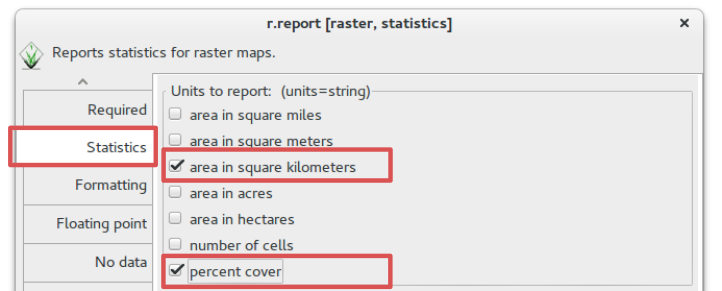 r.report [raster, statistics]
×
Reports statistics for raster maps.
Required
Statistics
Formatting
Floating point
No data
Units to report: (units=string)
area in square miles
area in square meters
area in square kilometers
area in acres
area in hectares
number of cells
percent cover